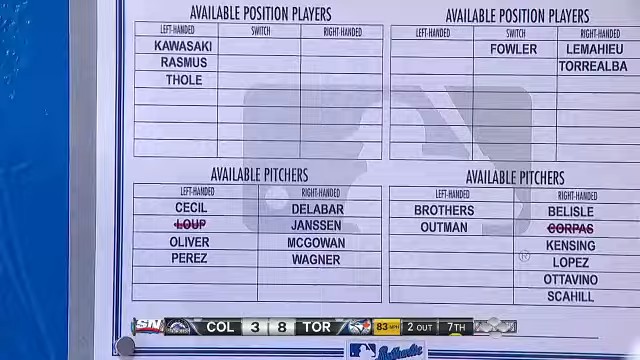 AVAILABLE POSITION PLAYERS
LEFT-HANDED SWITCH RIGHT-HANDED
KAWASAKI
RASMUS
THOLE
AVAILABLE PITCHERS
LEFT-HANDED RIGHT-HANDED
CECIL DELABAR
LOUP JANSSEN
OLIVER MCGOWAN
PEREZ WAGNER
AVAILABLE POSITION PLAYERS
LEFT-HANDED SWITCH RIGHT-HANDED
FOWLER LEMAHIEU
TORREALBA
AVAILABLE PITCHERS
LEFT-HANDED RIGHT-HANDED
BROTHERS BELISLE
OUTMAN CORPAS
KENSING
LOPEZ
OTTAVINO
SCAHILL
SN COL 3 8 TOR 83 MPH 2 OUT 7TH
Authentic